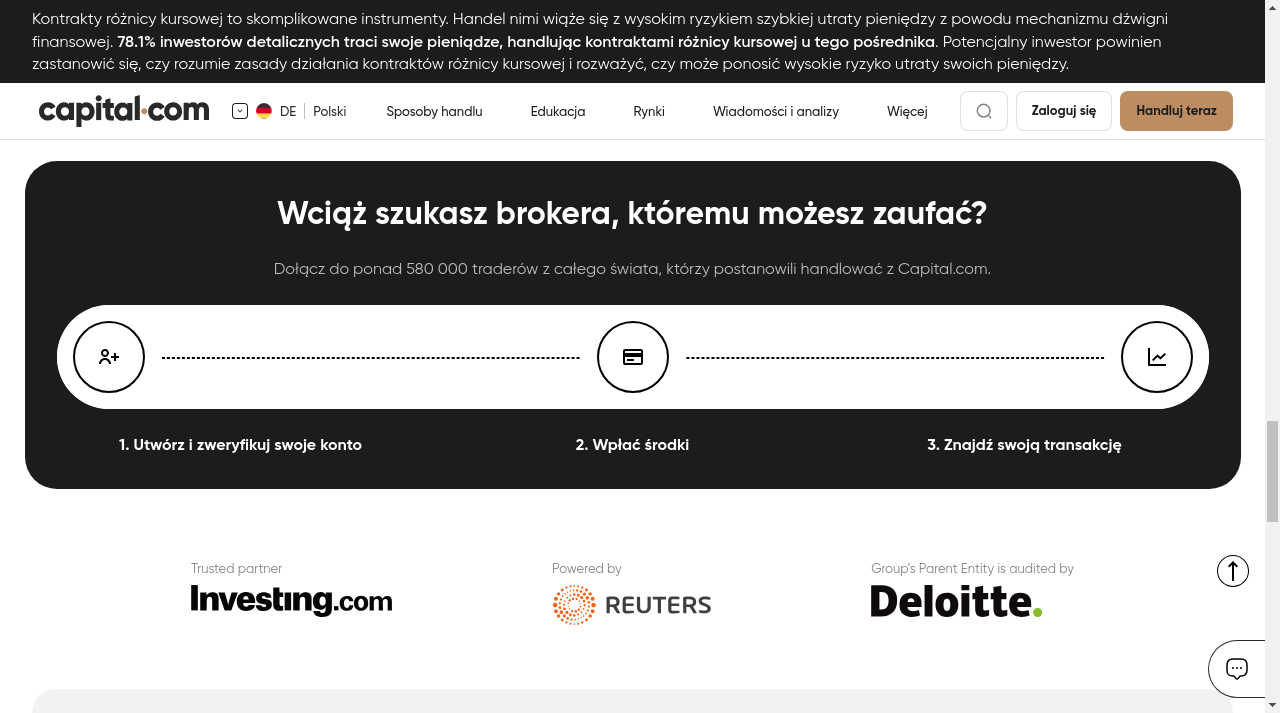 Kontrakty różnicy kursowej to skomplikowane instrumenty. Handel nimi wiąże się z wysokim ryzykiem szybkiej utraty pieniędzy z powodu mechanizmu dźwigni
finansowej. 78.1% inwestorów detalicznych traci swoje pieniądze, handlując kontraktami różnicy kursowej u tego pośrednika. Potencjalny inwestor powinien
zastanowić się, czy rozumie zasady działania kontraktów różnicy kursowej i rozważyć, czy może ponosić wysokie ryzyko utraty swoich pieniędzy.
capital.com DE Polski Sposoby handlu Edukacja Rynki Wiadomości i analizy Więcej Zaloguj się Handluj teraz
Wciąż szukasz brokera, któremu możesz zaufać?
Dołącz do ponad 580 000 traderów z całego świata, którzy postanowili handlować z Capital.com.
1. Utwórz i zweryfikuj swoje konto 2. Wpłać środki 3. Znajdź swoją transakcję
Trusted partner Powered by Group's Parent Entity is audited by
Investing.com REUTERS Deloitte.